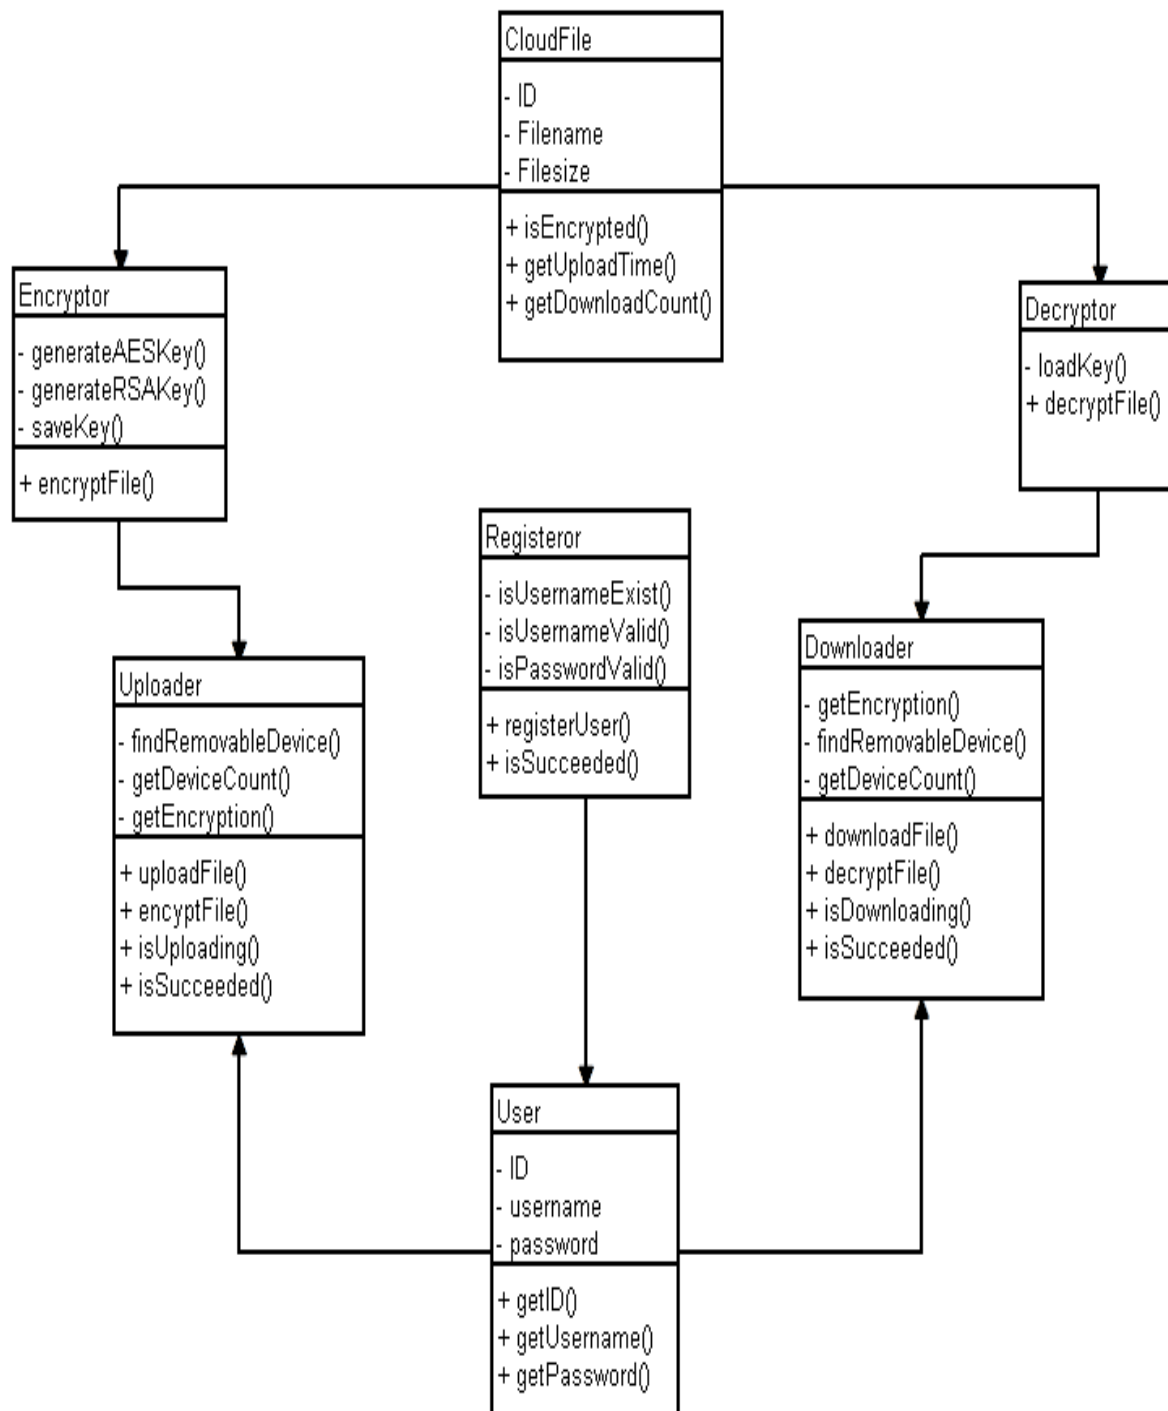 CloudFile
- ID
- Filename
- Filesize
+ isEncrypted()
+ getUploadTime()
+ getDownloadCount()
Encryptor
- generateAESKey()
- generateRSAKey()
- saveKey()
+ encryptFile()
Decryptor
- loadKey()
+ decryptFile()
Registeror
- isUsernameExist()
- isUsernameValid()
- isPasswordValid()
+ registerUser()
+ isSucceeded()
Uploader
- findRemovableDevice()
- getDeviceCount()
- getEncryption()
+ uploadFile()
+ encyptFile()
+ isUploading()
+ isSucceeded()
Downloader
- getEncryption()
- findRemovableDevice()
- getDeviceCount()
+ downloadFile()
+ decryptFile()
+ isDownloading()
+ isSucceeded()
User
- ID
- username
- password
+ getID()
+ getUsername()
+ getPassword()